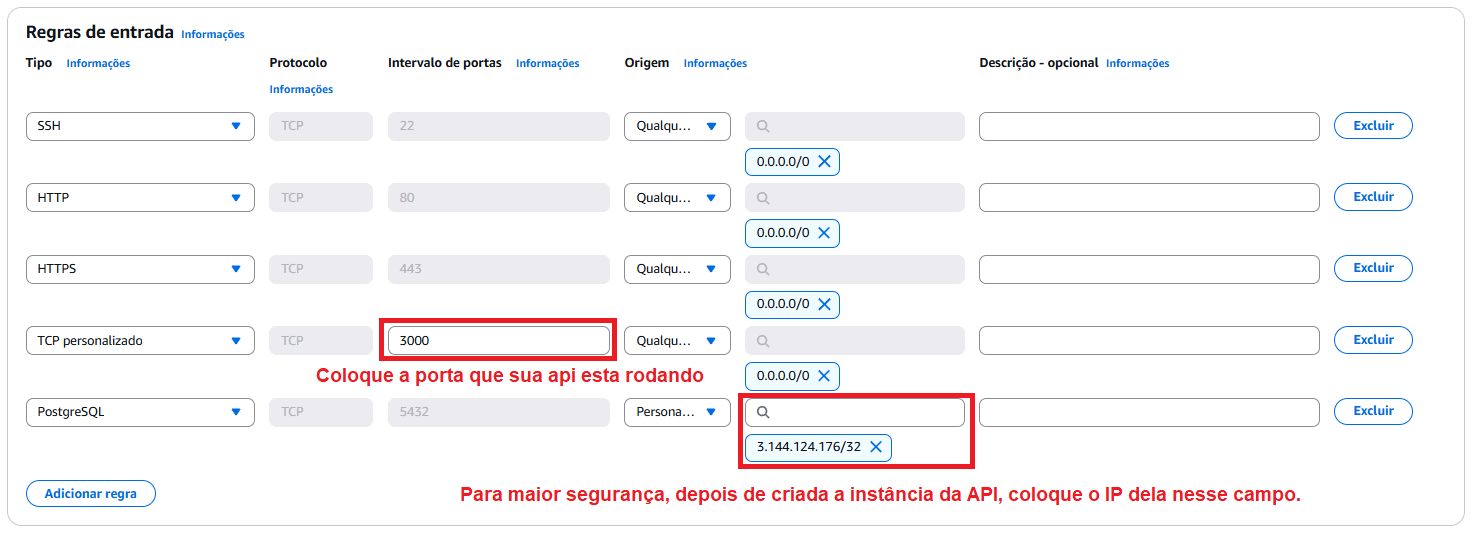 Regras de entrada Informações
Tipo Informações Protocolo Intervalo de portas Informações Origem Informações Descrição - opcional Informações
Informações
SSH TCP 22 Qualqu... Excluir
0.0.0.0/0
HTTP TCP 80 Qualqu... Excluir
0.0.0.0/0
HTTPS TCP 443 Qualqu... Excluir
0.0.0.0/0
TCP personalizado TCP 3000 Qualqu... Excluir
Coloque a porta que sua api esta rodando 0.0.0.0/0
PostgreSQL TCP 5432 Persona... Excluir
3.144.124.176/32
Adicionar regra Para maior segurança, depois de criada a instância da API, coloque o IP dela nesse campo.